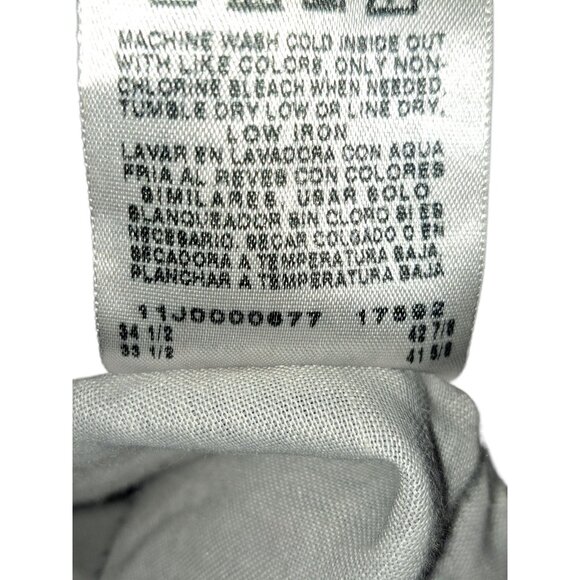 MACHINE WASH COLD INSIDE OUT
WITH LIKE COLORS, ONLY NON-
CHLORINE BLEACH WHEN NEEDED,
TUMBLE DRY LOW OR LINE DRY,
LOW IRON
LAVAR EN LAVADORA CON AGUA
FRIA AL REVES CON COLORES
SIMILARES, USAR SOLO
BLANQUEADOR SIN CLORO SI ES
NECESARIO, SECAR COLGADO O EN
SECADORA A TEMPERATURA BAJA
PLANCHAR A TEMPERATURA BAJA
11J0000677 17892
34 1/2 42 7/8
33 1/2 41 5/8